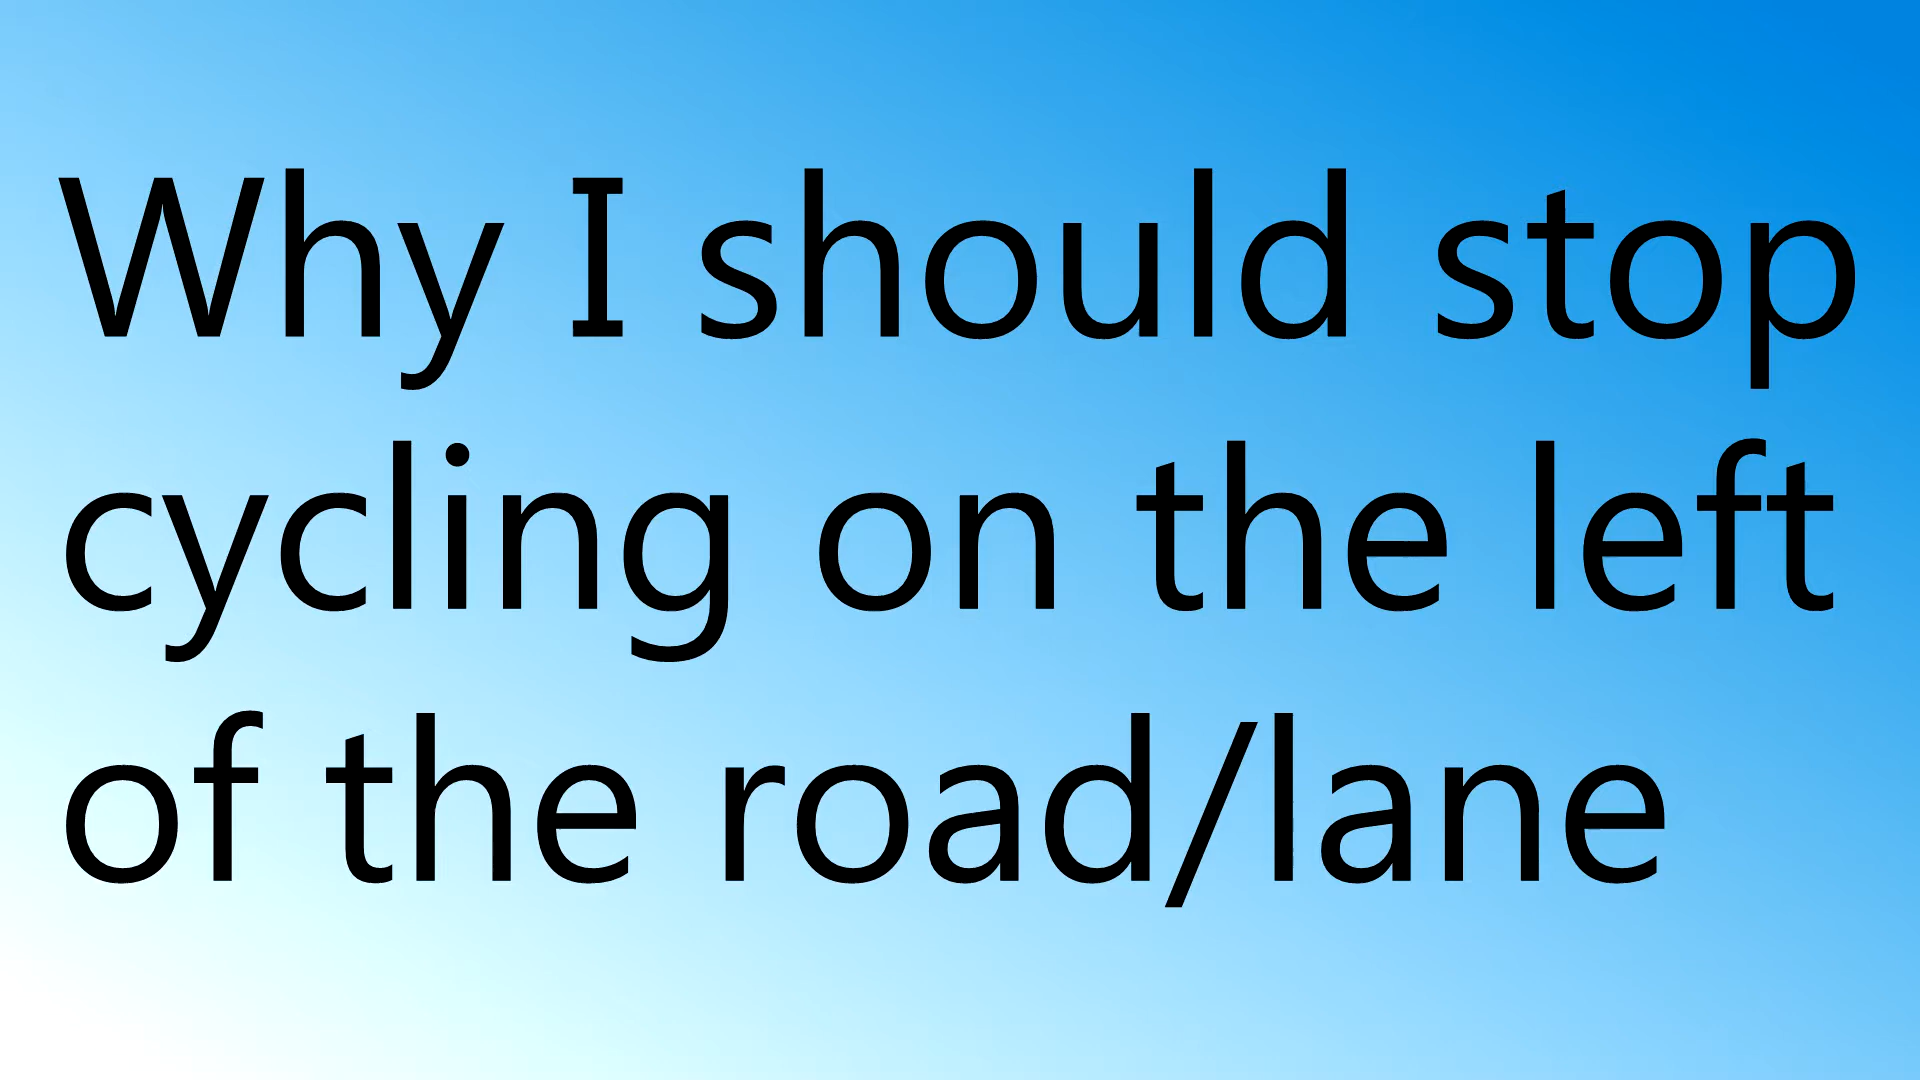 Why I should stop
cycling on the left
of the road/lane